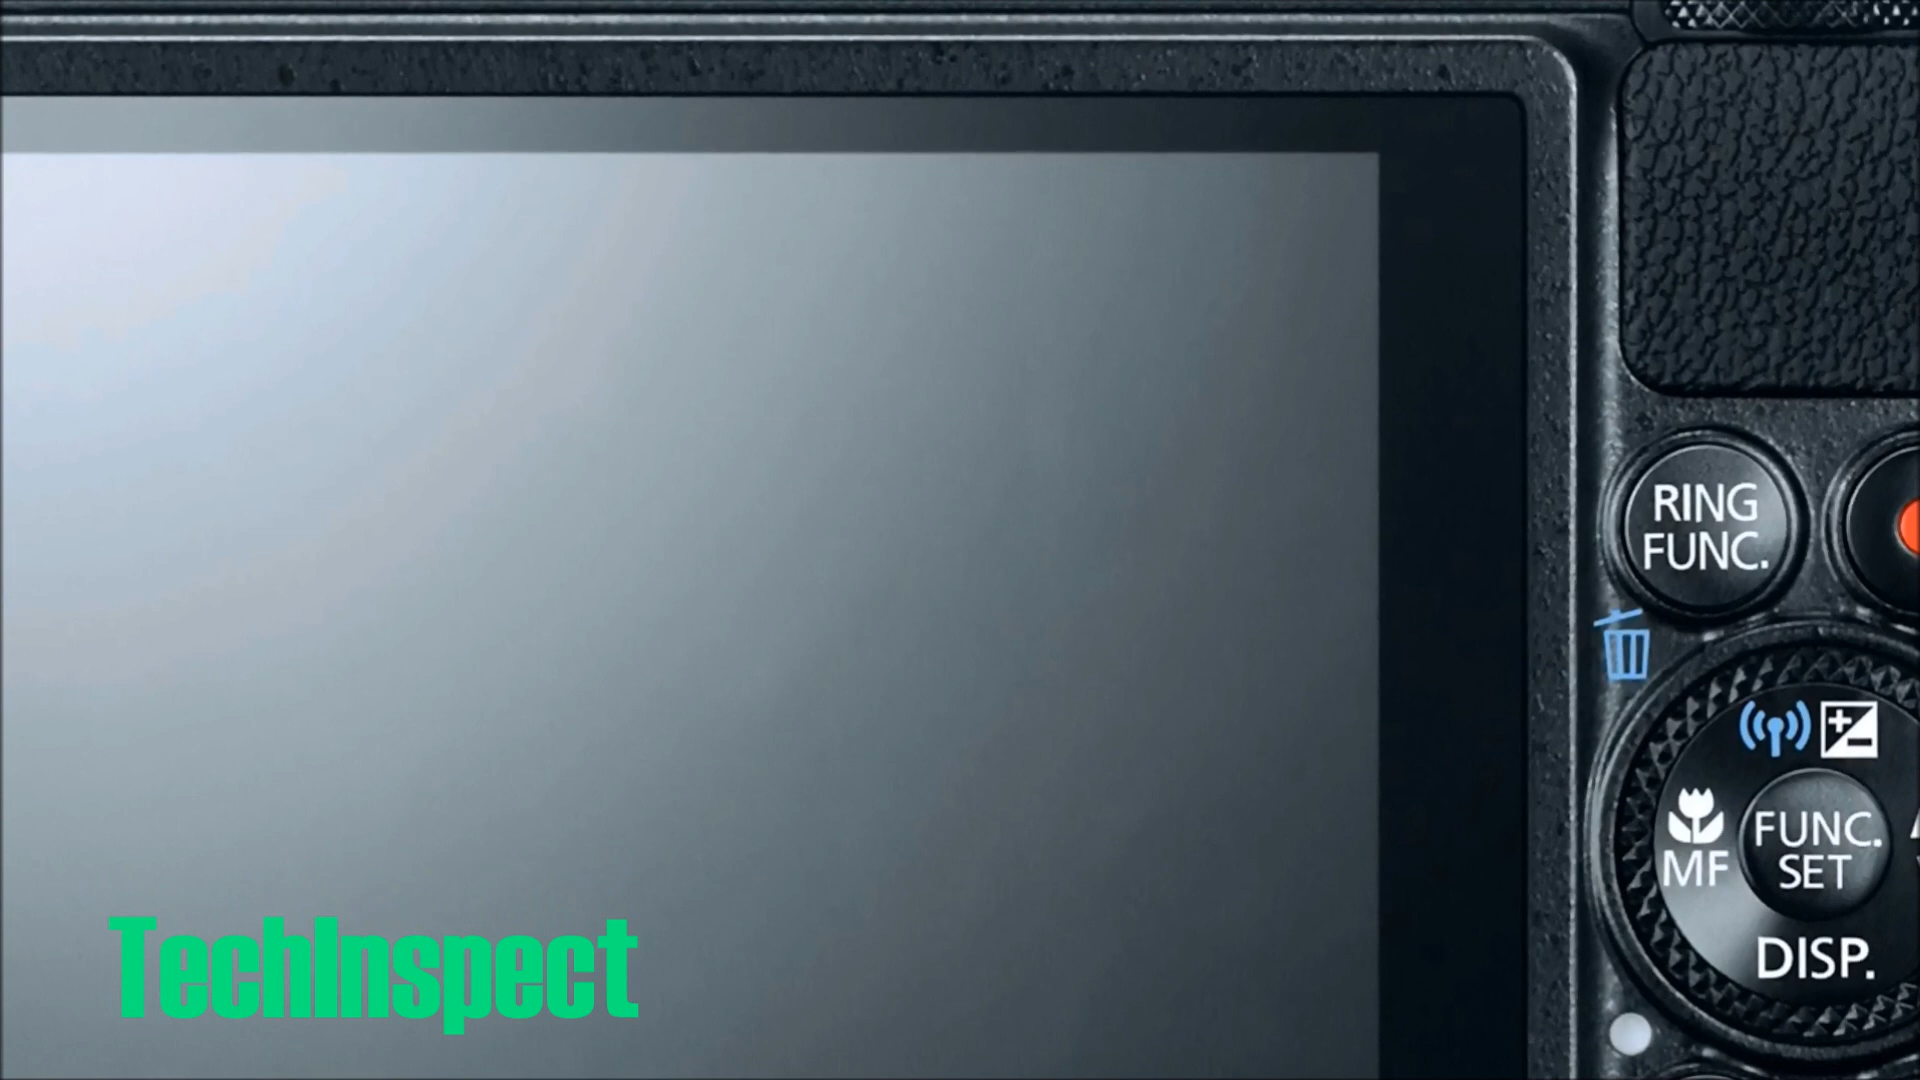 RING
FUNC.
MF
FUNC.
SET
DISP.
TechInspect